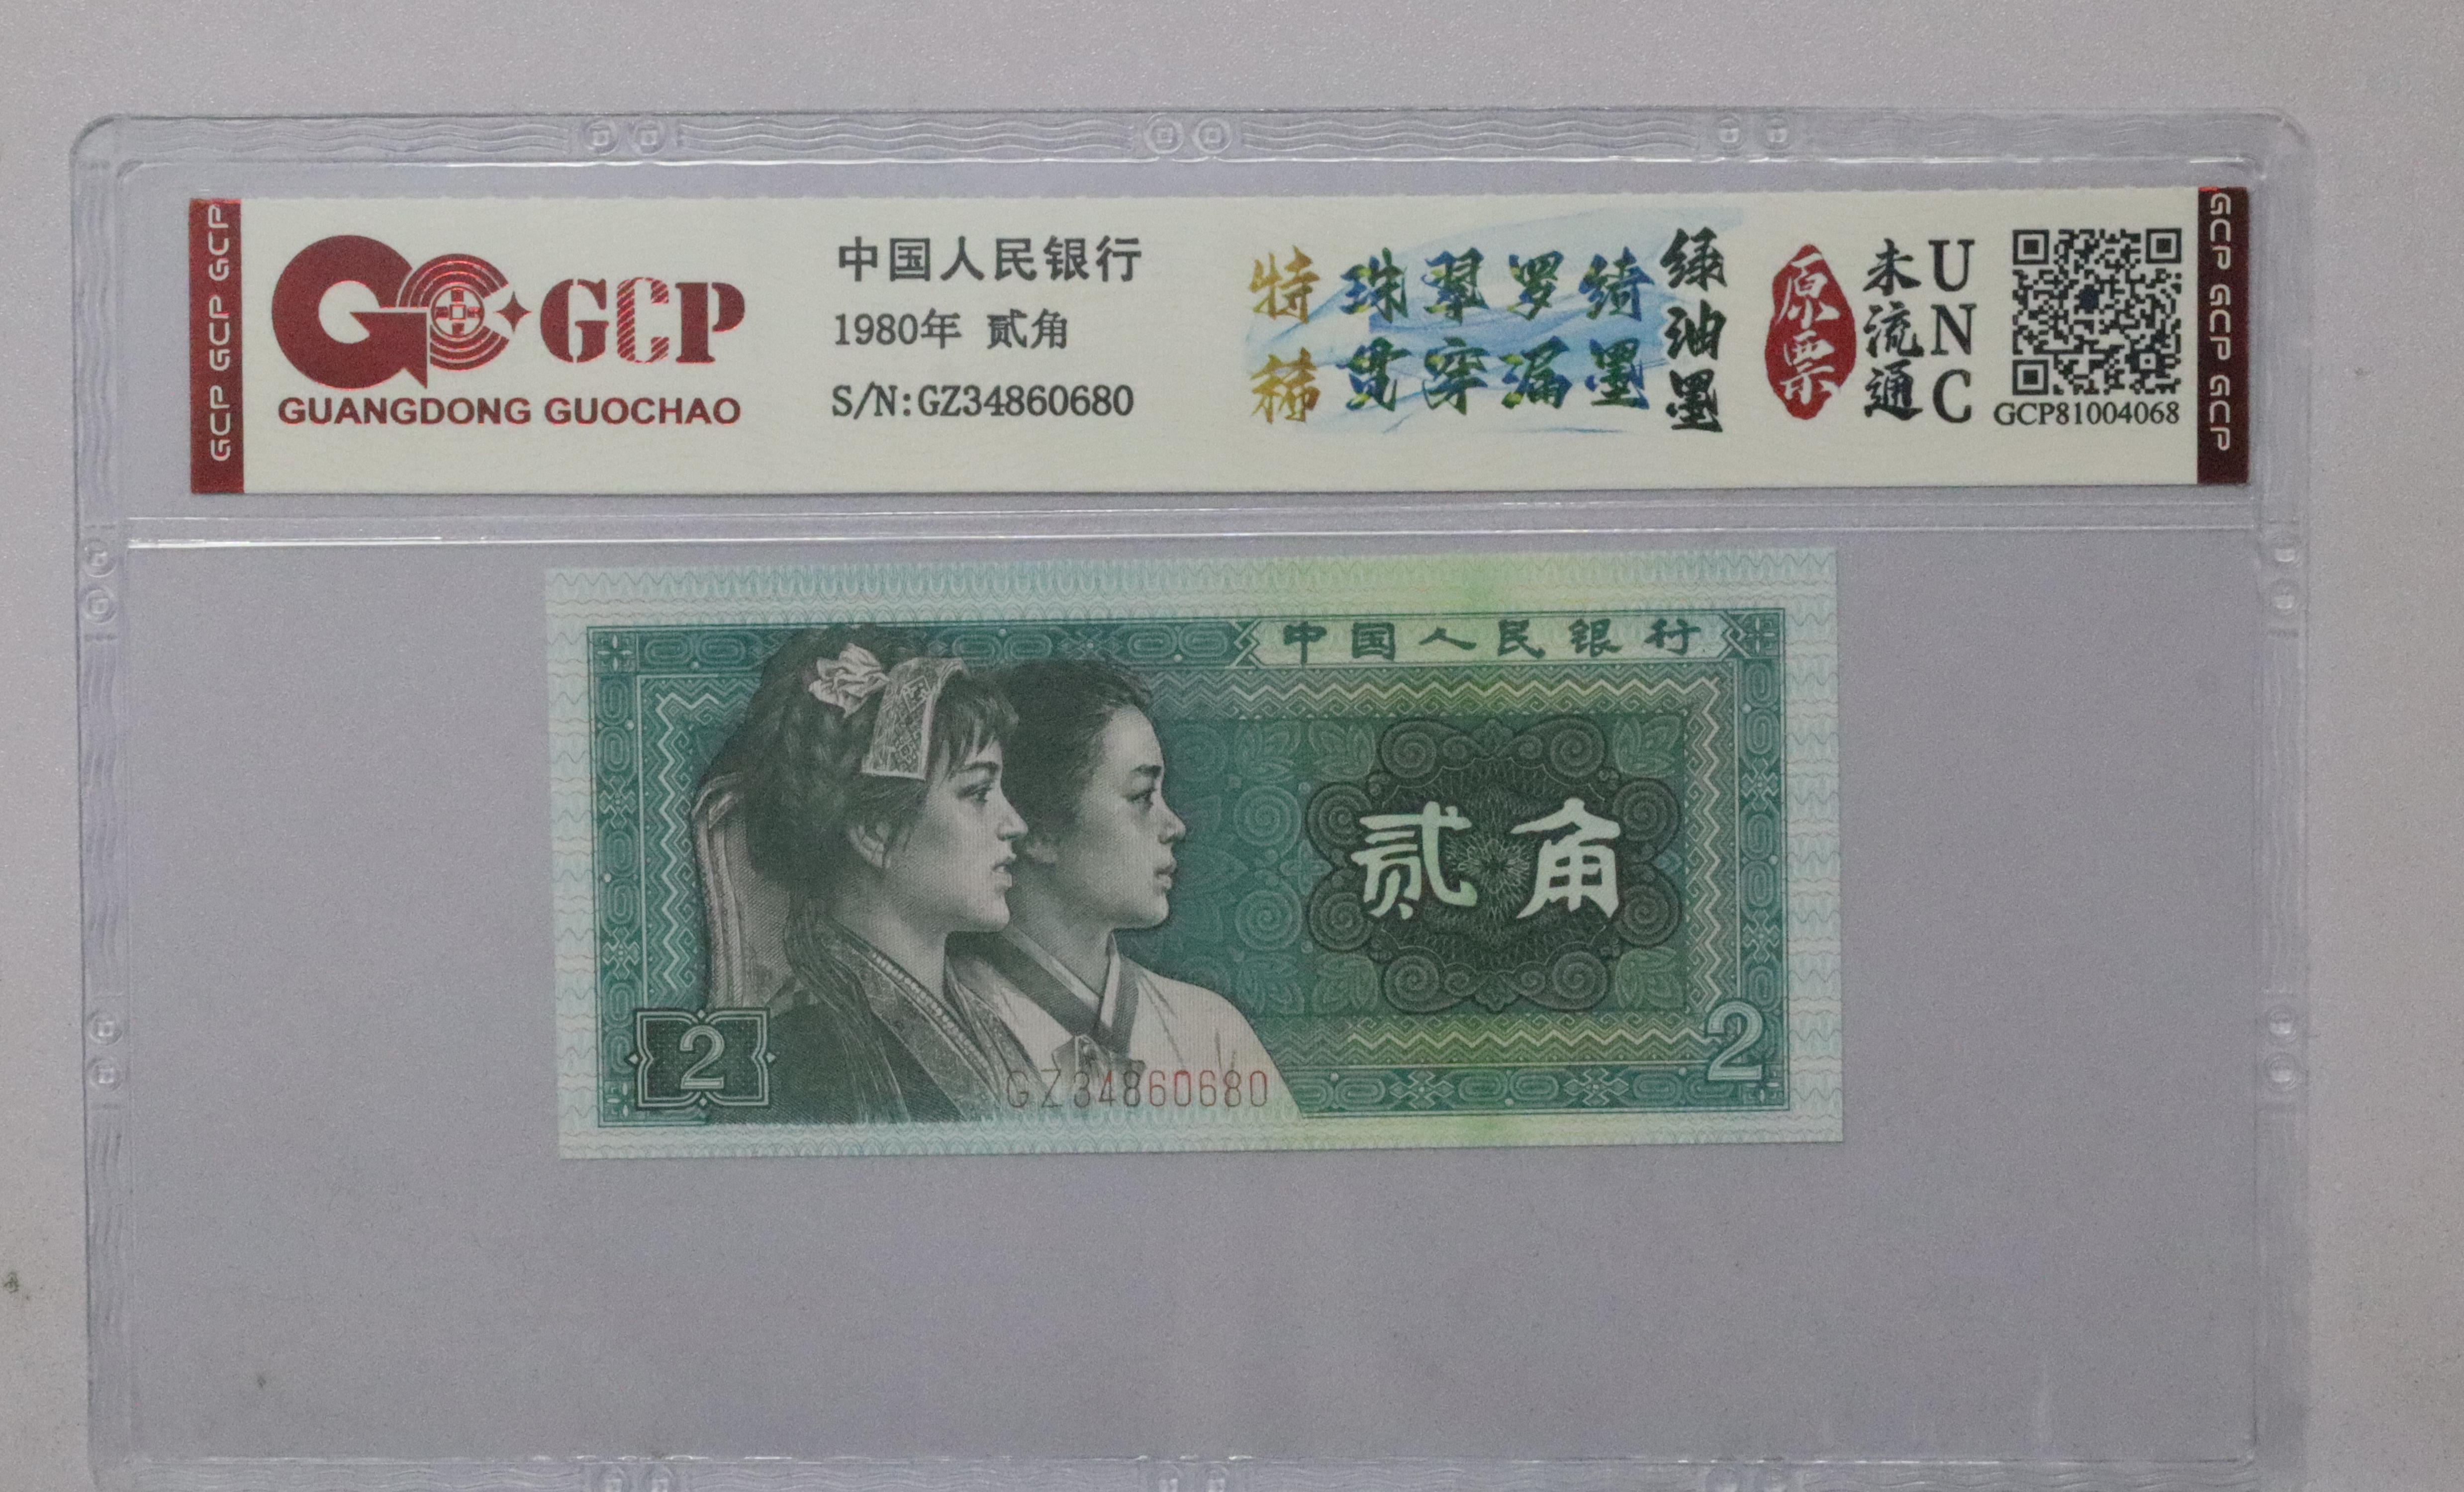 GCP GCP GCP
GCP
GUANGDONG GUOCHAO
中国人民银行
1980年 贰角
S/N:GZ34860680
特稀
珠翠罗绮
贯穿漏墨
绿油墨
原票
未流通
UNC
GCP81004068
GCP GCP GCP
中国人民银行
贰角
2
2
GZ34860680